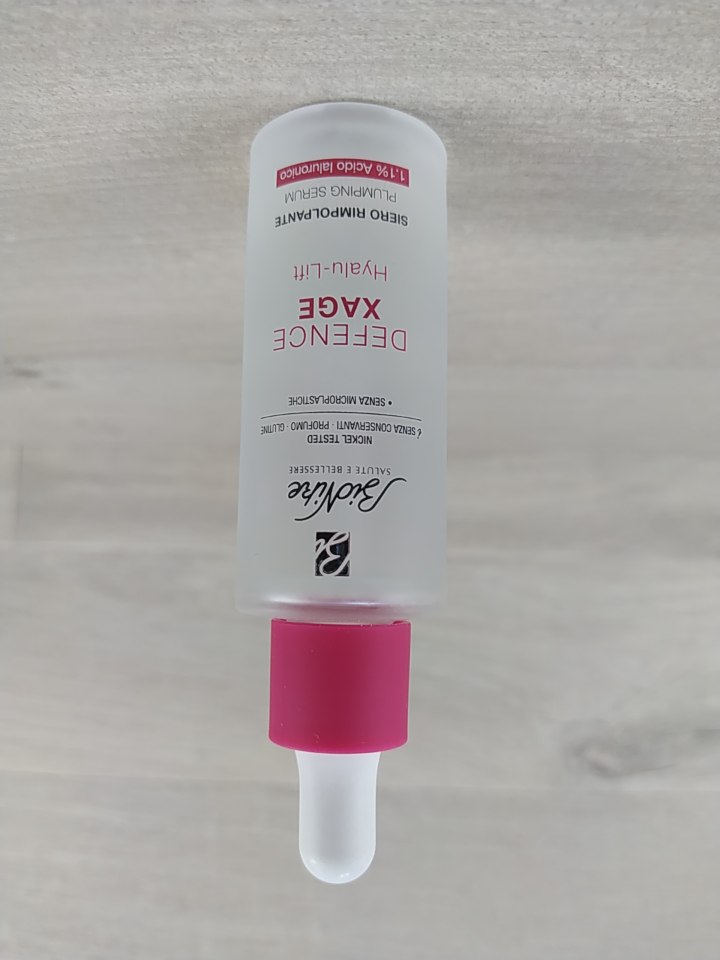 Bi
BioNike
SALUTE E BELLESSERE
NICKEL TESTED
SENZA CONSERVANTI · PROFUMO · GLUTINE
• SENZA MICROPLASTICHE
DEFENCE
XAGE
Hyalu-Lift
SIERO RIMPOLPANTE
PLUMPING SERUM
1.1% Acido Ialuronico